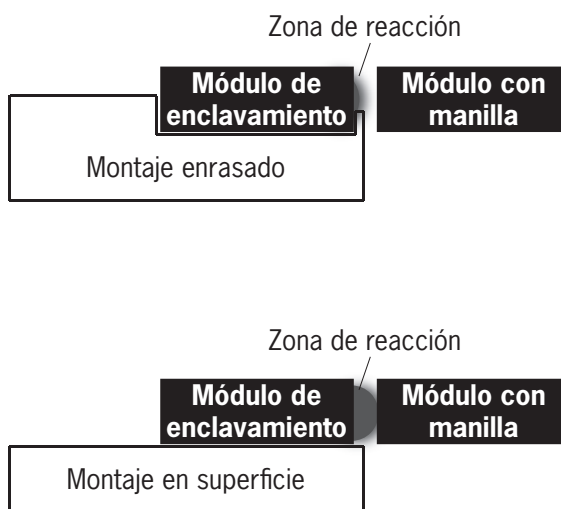 Zona de reacción
Módulo de enclavamiento
Módulo con manilla
Montaje enrasado
Zona de reacción
Módulo de enclavamiento
Módulo con manilla
Montaje en superficie